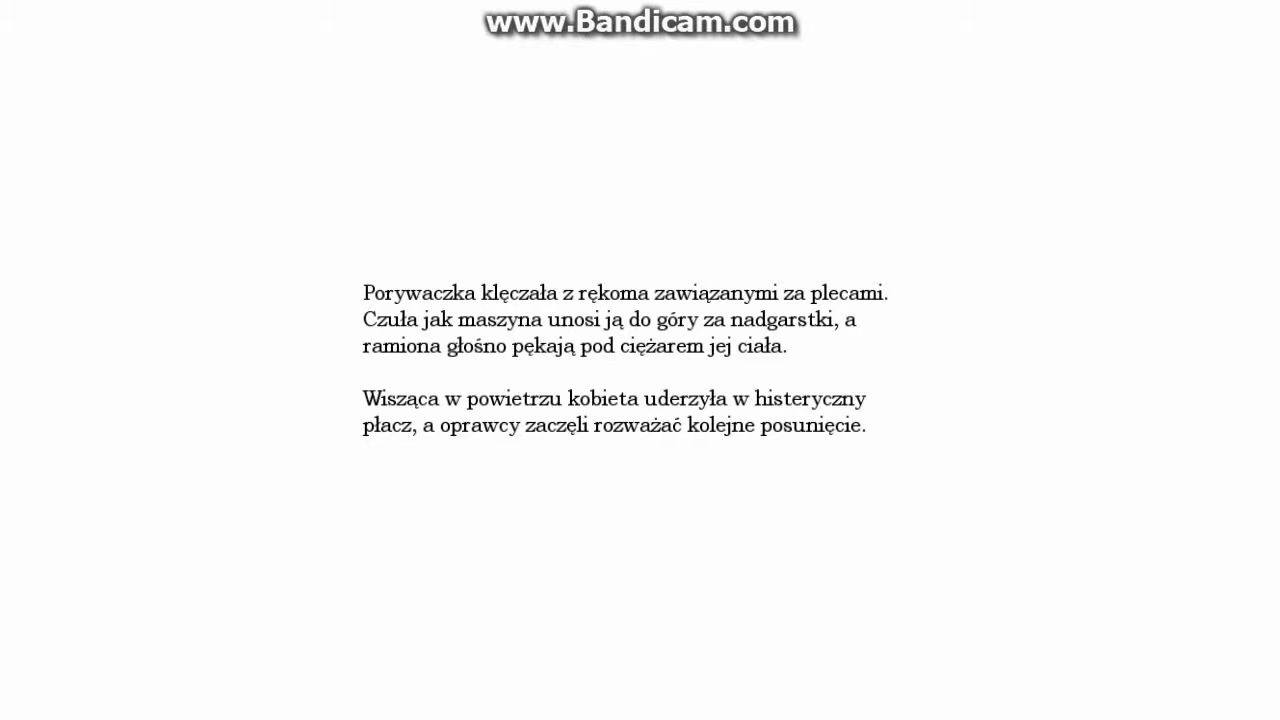 www.Bandicam.com
Porywaczka klęczała z rękoma zawiązanymi za plecami.
Czuła jak maszyna unosi ją do góry za nadgarstki, a
ramiona głośno pękają pod ciężarem jej ciała.
Wisząca w powietrzu kobieta uderzyła w histeryczny
płacz, a oprawcy zaczęli rozważać kolejne posunięcie.